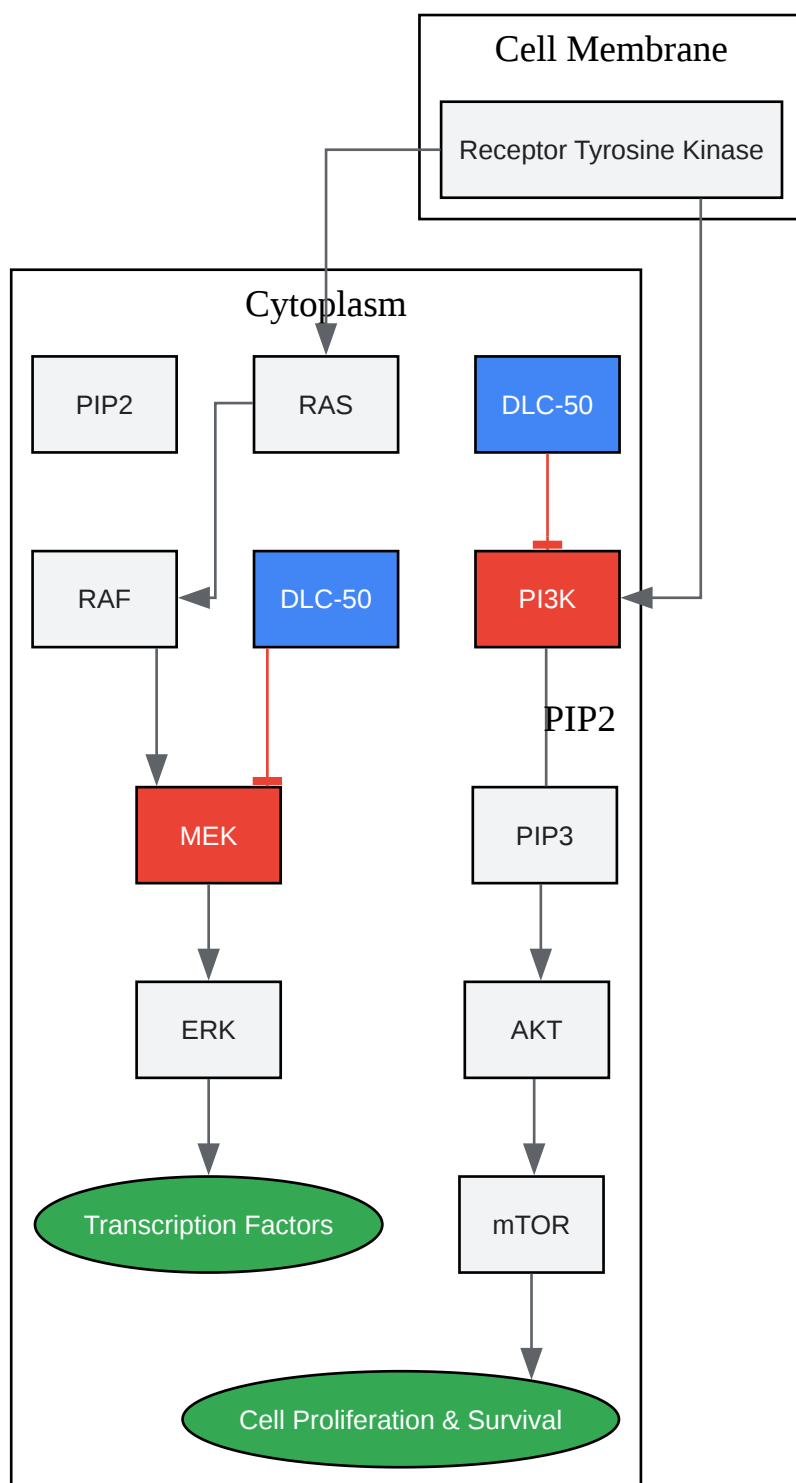 Cell Membrane
Receptor Tyrosine Kinase
Cytoplasm
PIP2
RAS
DLC-50
RAF
DLC-50
PI3K
PIP2
MEK
PIP3
ERK
AKT
Transcription Factors
mTOR
Cell Proliferation & Survival